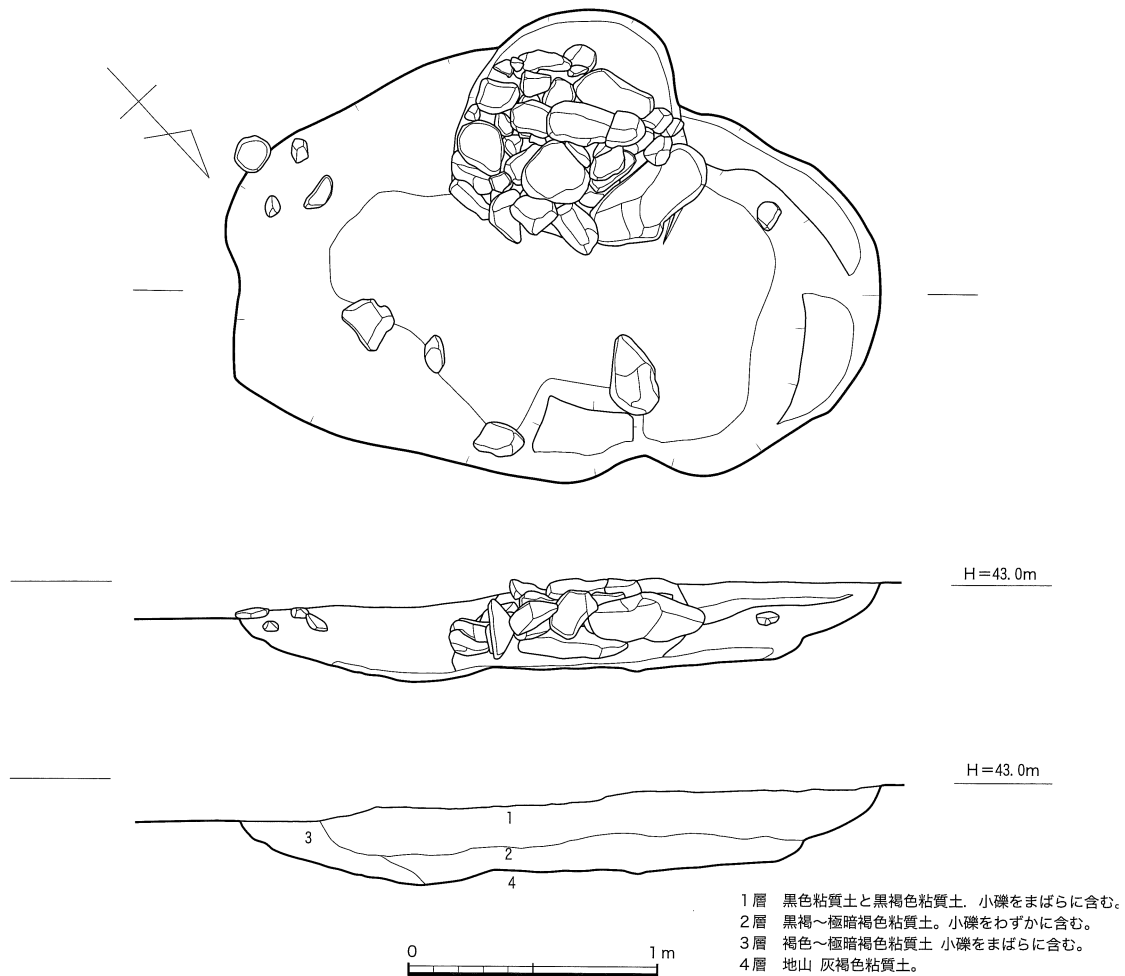 H=43.0m
H=43.0m
1
3
2
4
1層 黒色粘質土と黒褐色粘質土. 小礫をまばらに含む。
2層 黒褐～極暗褐色粘質土。小礫をわずかに含む。
3層 褐色～極暗褐色粘質土 小礫をまばらに含む。
4層 地山 灰褐色粘質土。
0 1m